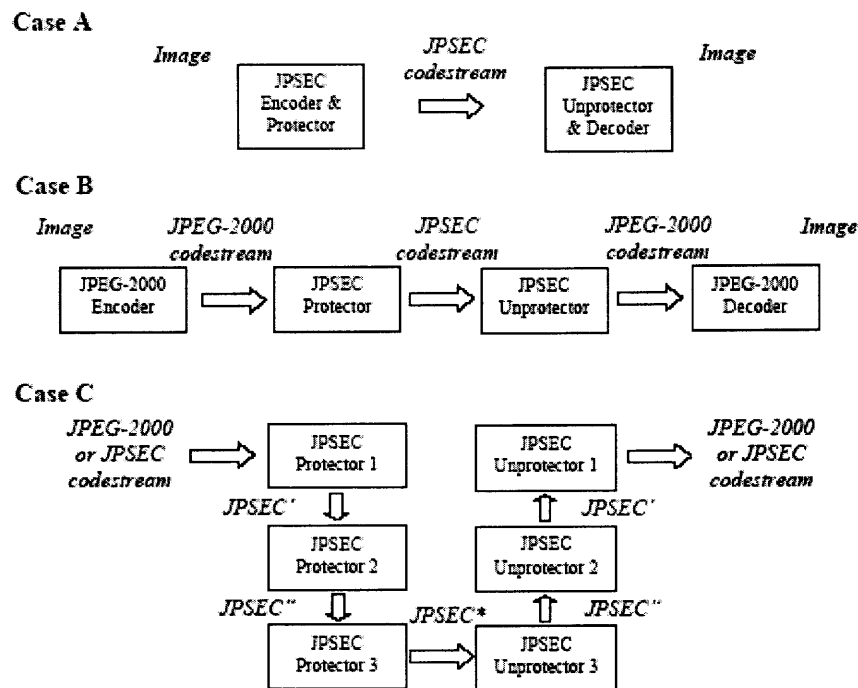 Case A
Image
JPSEC
codestream
Image
JPSEC
Encoder &
Protector
JPSEC
Unprotector
& Decoder
Case B
Image
JPEG-2000
codestream
JPSEC
codestream
JPEG-2000
codestream
Image
JPEG-2000
Encoder
JPSEC
Protector
JPSEC
Unprotector
JPEG-2000
Decoder
Case C
JPEG-2000
or JPSEC
codestream
JPSEC
Protector 1
JPSEC
Unprotector 1
JPEG-2000
or JPSEC
codestream
JPSEC'
JPSEC'
JPSEC
Protector 2
JPSEC
Unprotector 2
JPSEC"
JPSEC*
JPSEC"
JPSEC
Protector 3
JPSEC
Unprotector 3